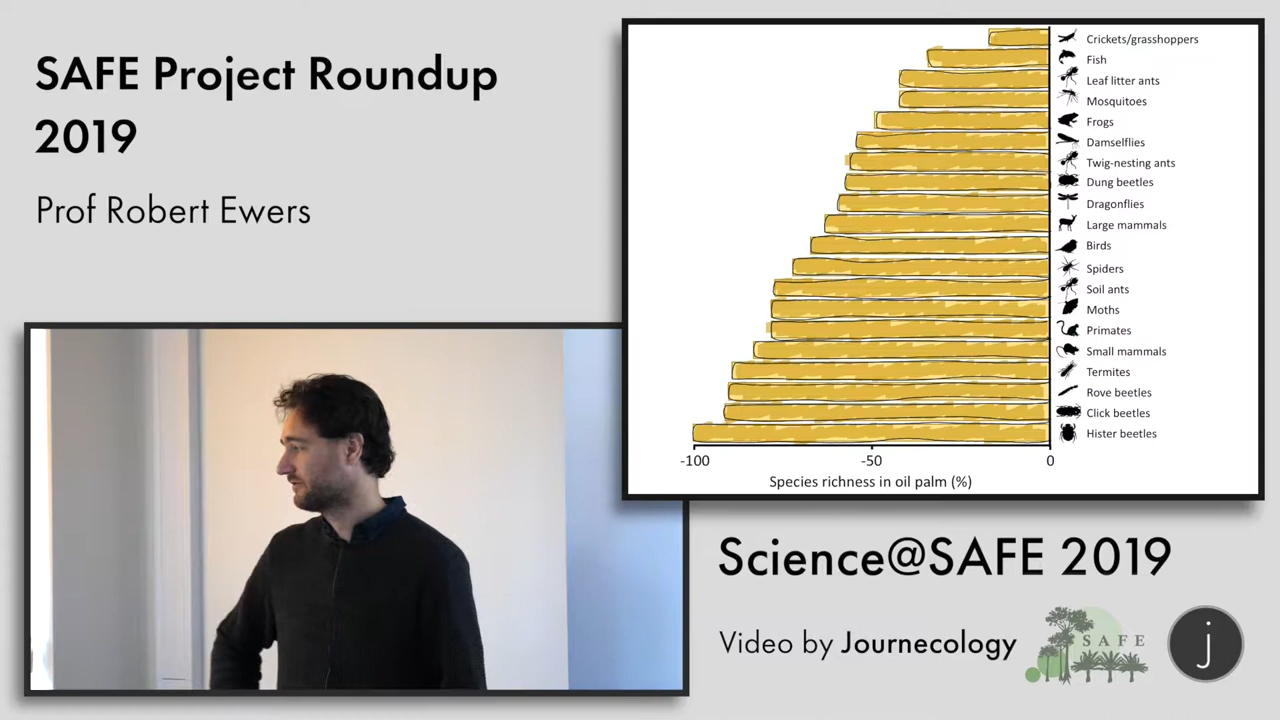 SAFE Project Roundup
2019
Prof Robert Ewers
Crickets/grasshoppers
Fish
Leaf litter ants
Mosquitoes
Frogs
Damselflies
Twig-nesting ants
Dung beetles
Dragonflies
Large mammals
Birds
Spiders
Soil ants
Moths
Primates
Small mammals
Termites
Rove beetles
Click beetles
Hister beetles
-100 -50 0
Species richness in oil palm (%)
Science@SAFE 2019
Video by Journecology
SAFE
j